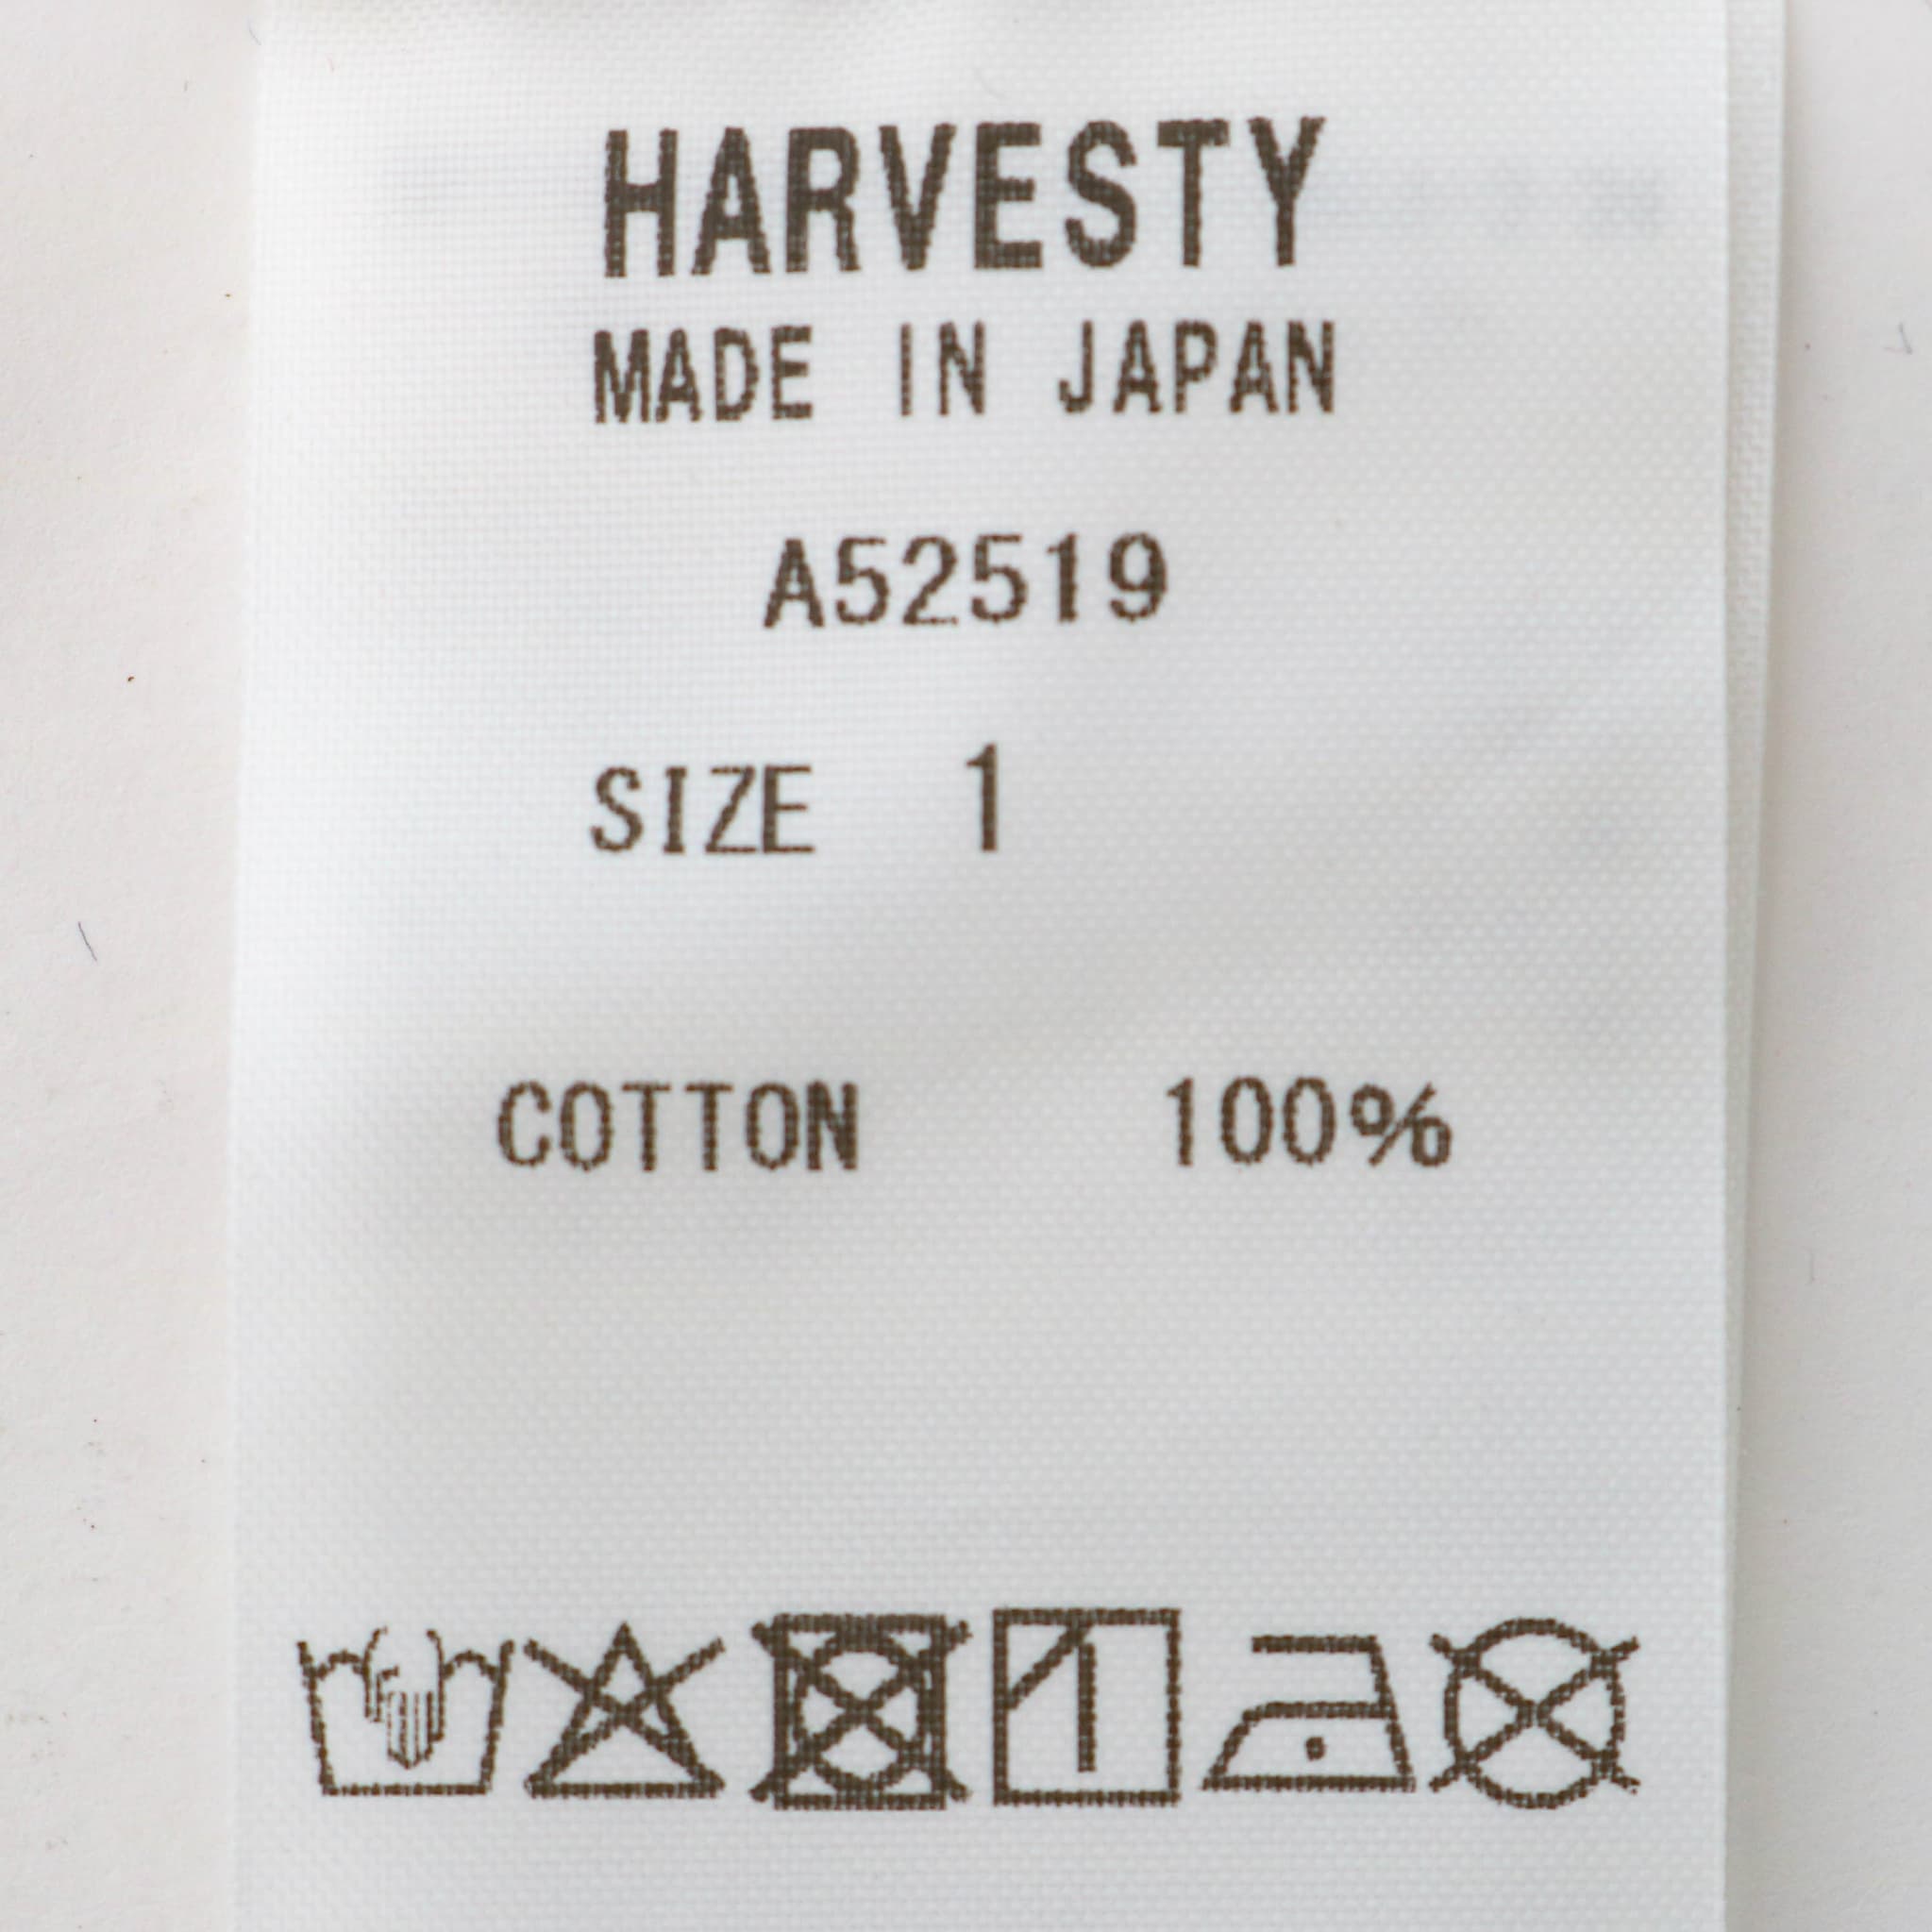 HARVESTY
MADE IN JAPAN
A52519
SIZE 1
COTTON 100%